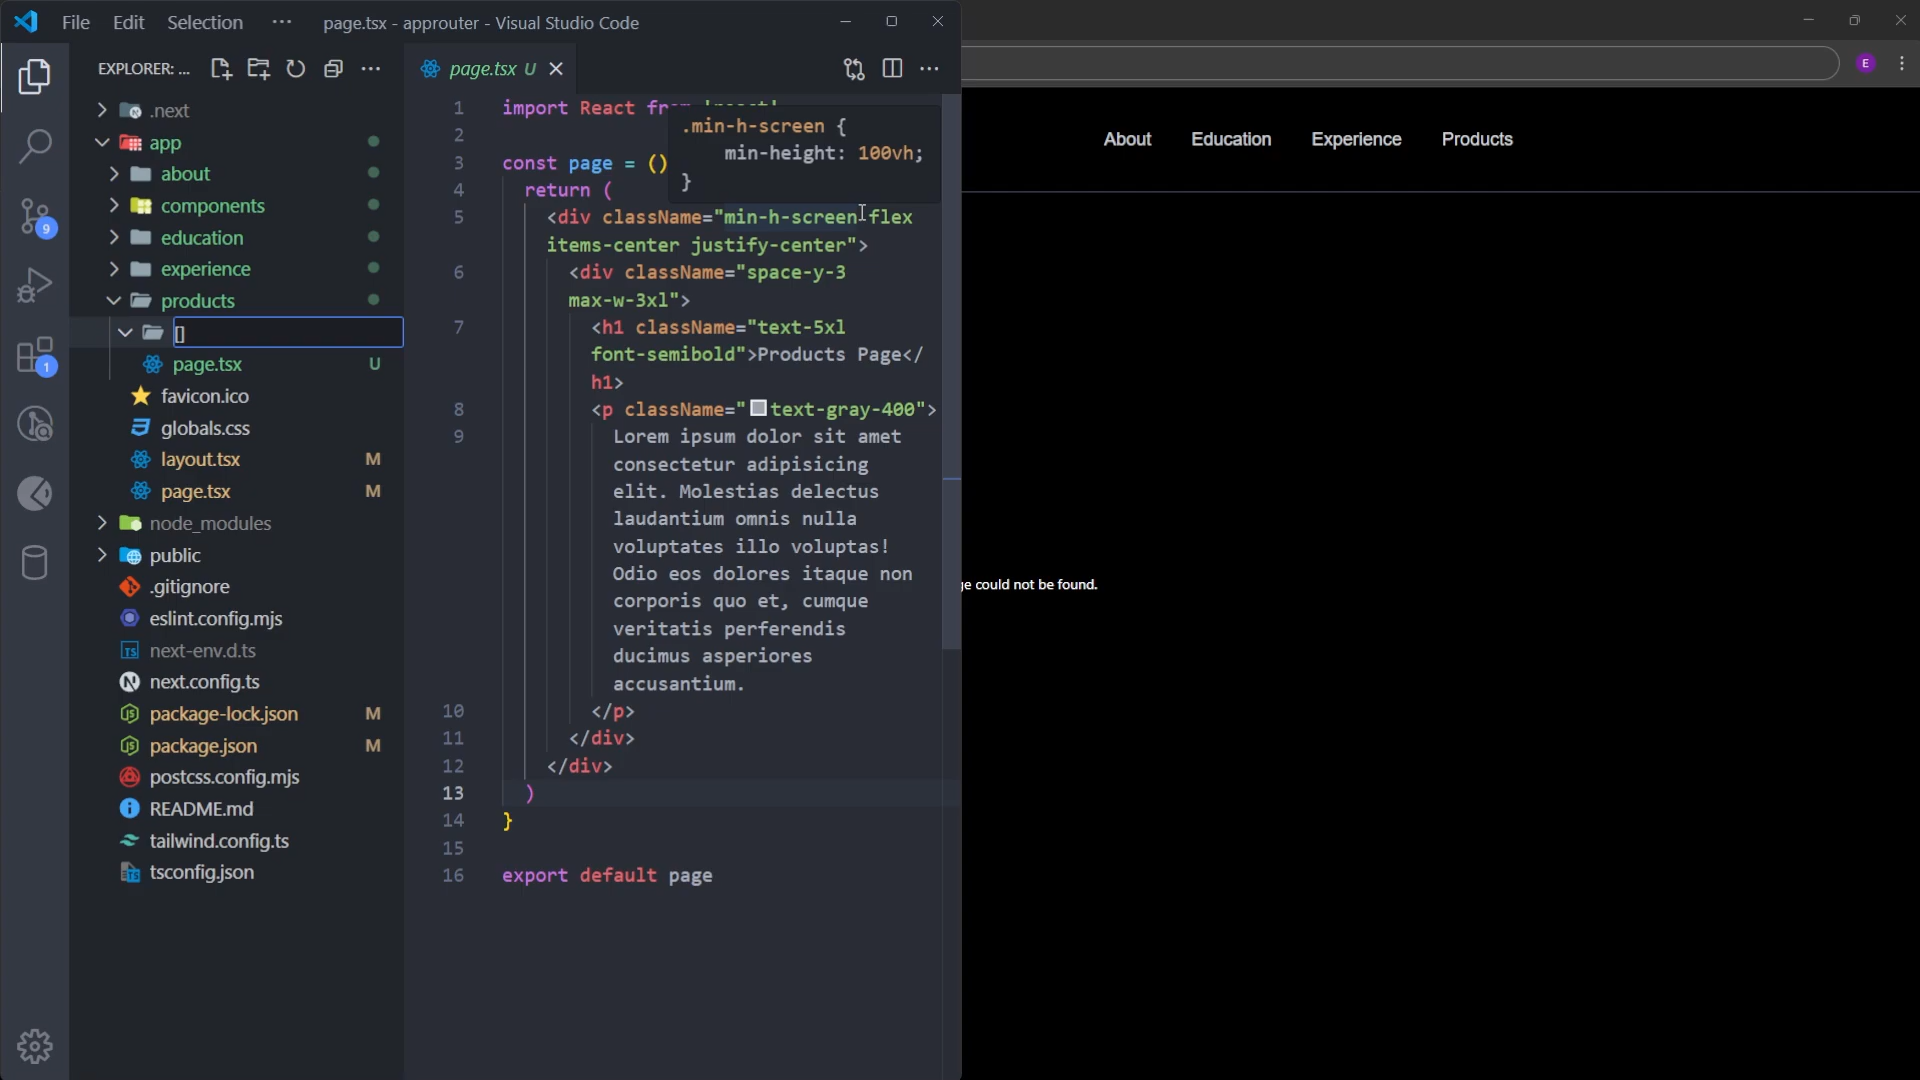 File Edit Selection ··· page.tsx - approuter - Visual Studio Code
EXPLORER: ...
.next
app
about
components
education
experience
products
[]
page.tsx U
favicon.ico
globals.css
layout.tsx M
page.tsx M
node_modules
public
.gitignore
eslint.config.mjs
next-env.d.ts
next.config.ts
package-lock.json M
package.json M
postcss.config.mjs
README.md
tailwind.config.ts
tsconfig.json
9
1
page.tsx U
1 import React from 'react'
2
3 const page = ()
4 return (
5 <div className="min-h-screen flex
items-center justify-center">
6 <div className="space-y-3
max-w-3xl">
7 <h1 className="text-5xl
font-semibold">Products Page</
h1>
8 <p className="text-gray-400">
9 Lorem ipsum dolor sit amet
consectetur adipisicing
elit. Molestias delectus
laudantium omnis nulla
voluptates illo voluptas!
Odio eos dolores itaque non
corporis quo et, cumque
veritatis perferendis
ducimus asperiores
accusantium.
10 </p>
11 </div>
12 </div>
13 )
14 }
15
16 export default page
.min-h-screen {
min-height: 100vh;
}
E
About Education Experience Products
ge could not be found.